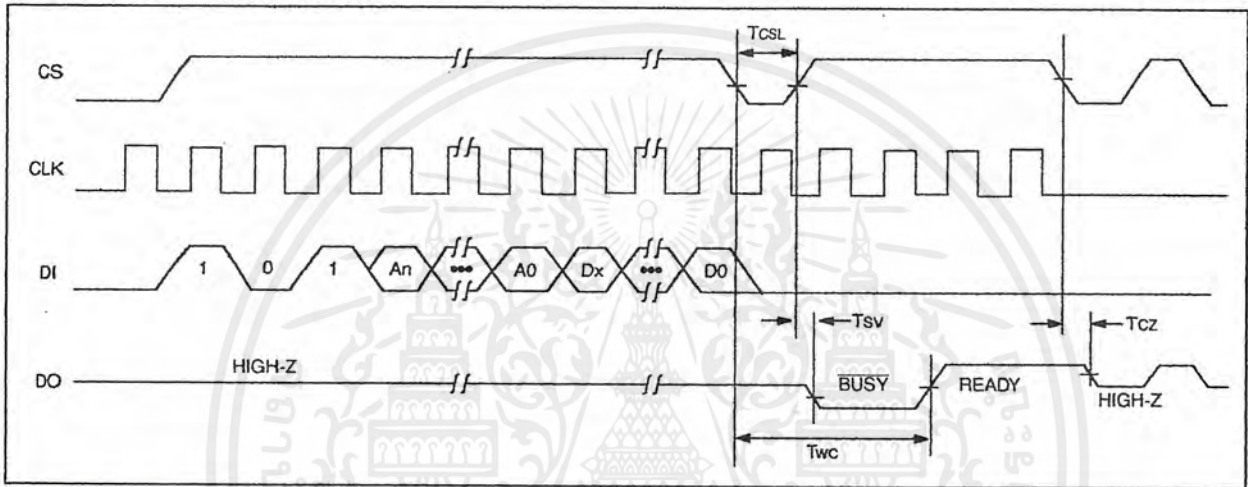 TCSL
CS
CLK
DI 1 0 1 An ••• A0 Dx ••• D0
TSV TCZ
HIGH-Z BUSY READY
DO HIGH-Z
TWC